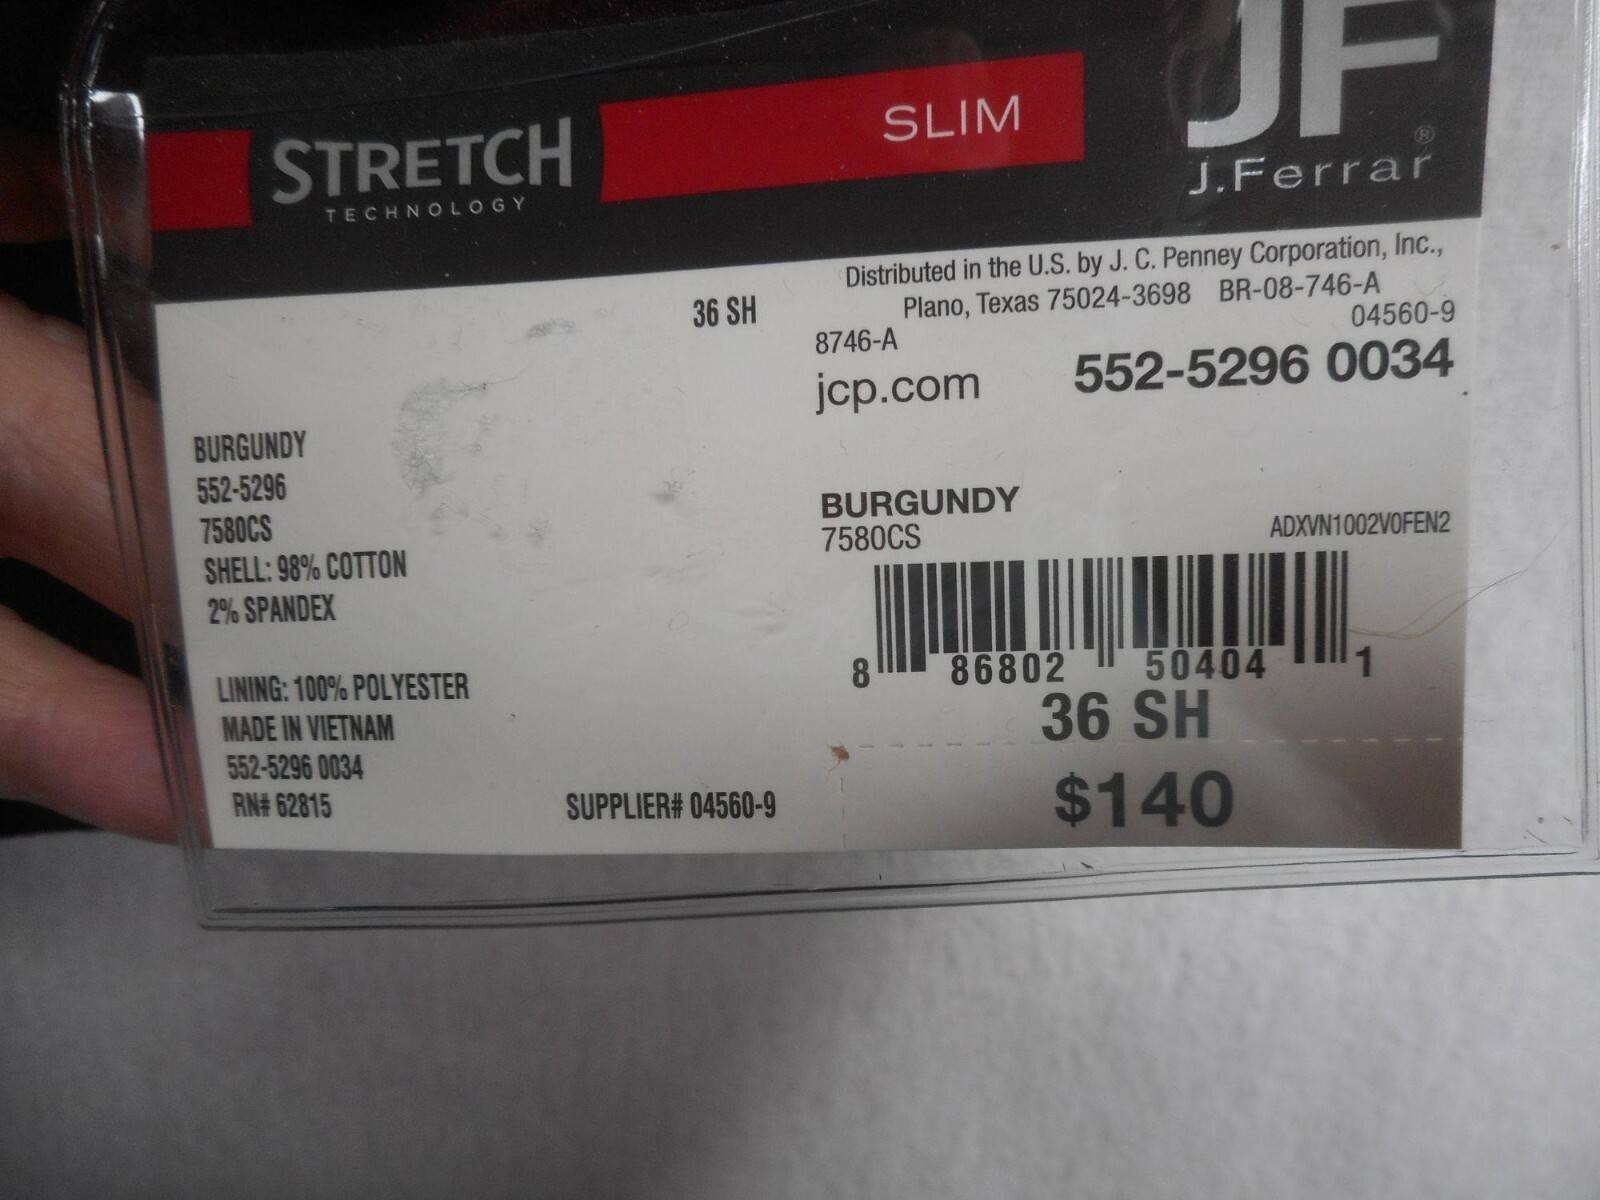 STRETCH
TECHNOLOGY
SLIM
JF
®
J.Ferrar
36 SH
Distributed in the U.S. by J. C. Penney Corporation, Inc.,
Plano, Texas 75024-3698 BR-08-746-A
04560-9
8746-A
jcp.com
552-5296 0034
BURGUNDY
552-5296
7580CS
SHELL: 98% COTTON
2% SPANDEX
LINING: 100% POLYESTER
MADE IN VIETNAM
552-5296 0034
RN# 62815
SUPPLIER# 04560-9
BURGUNDY
7580CS
ADXVN1002V0FEN2
8 86802 50404 1
36 SH
$140